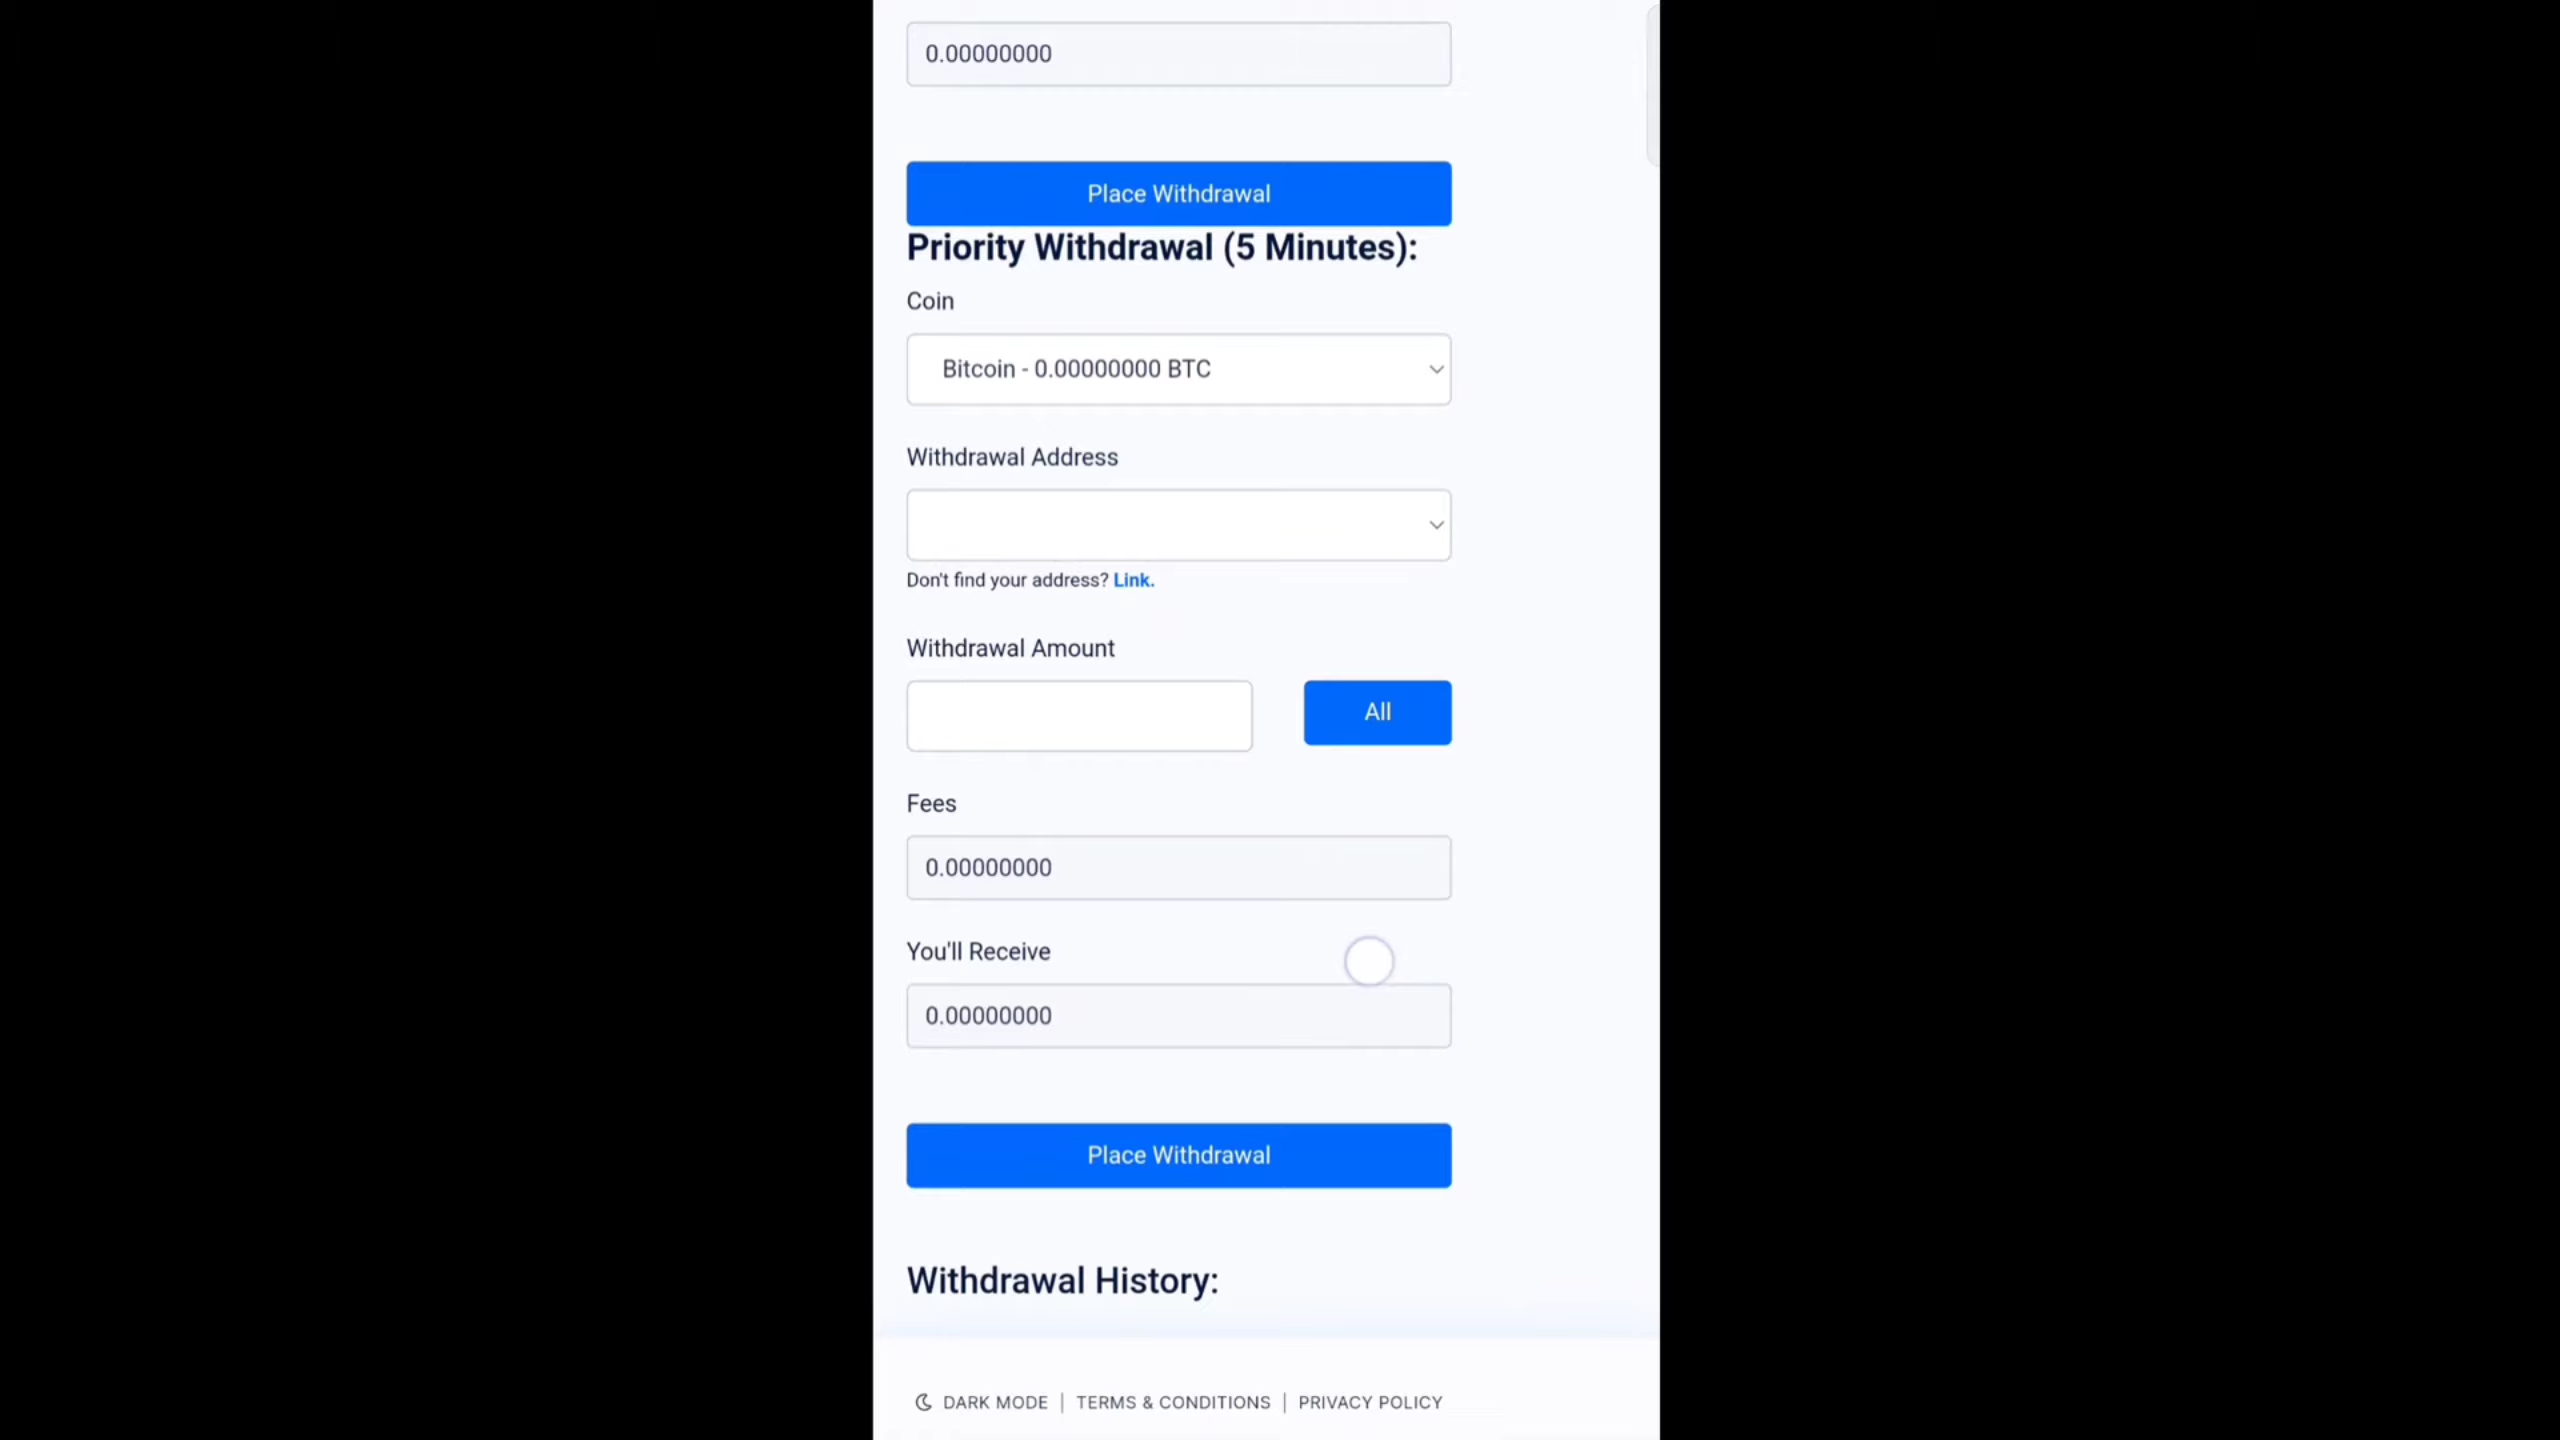 0.00000000
Place Withdrawal
Priority Withdrawal (5 Minutes):
Coin
Bitcoin - 0.00000000 BTC
Withdrawal Address
Don't find your address? Link.
Withdrawal Amount
All
Fees
0.00000000
You'll Receive
0.00000000
Place Withdrawal
Withdrawal History:
DARK MODE | TERMS & CONDITIONS | PRIVACY POLICY